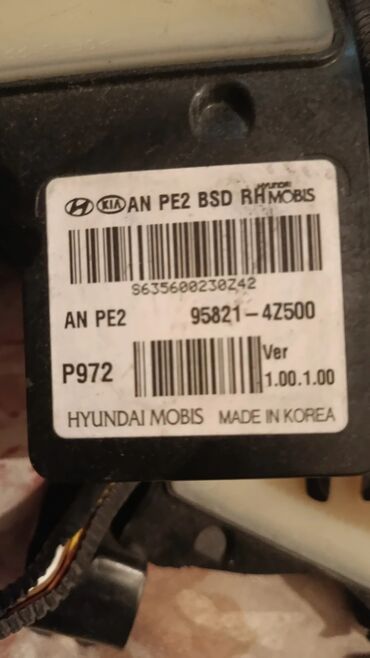 KIA AN PE2 BSD RH HYUNDAI MOBIS
S635600230Z42
AN PE2 95821-4Z500
P972 Ver
1.00.1.00
HYUNDAI MOBIS MADE IN KOREA